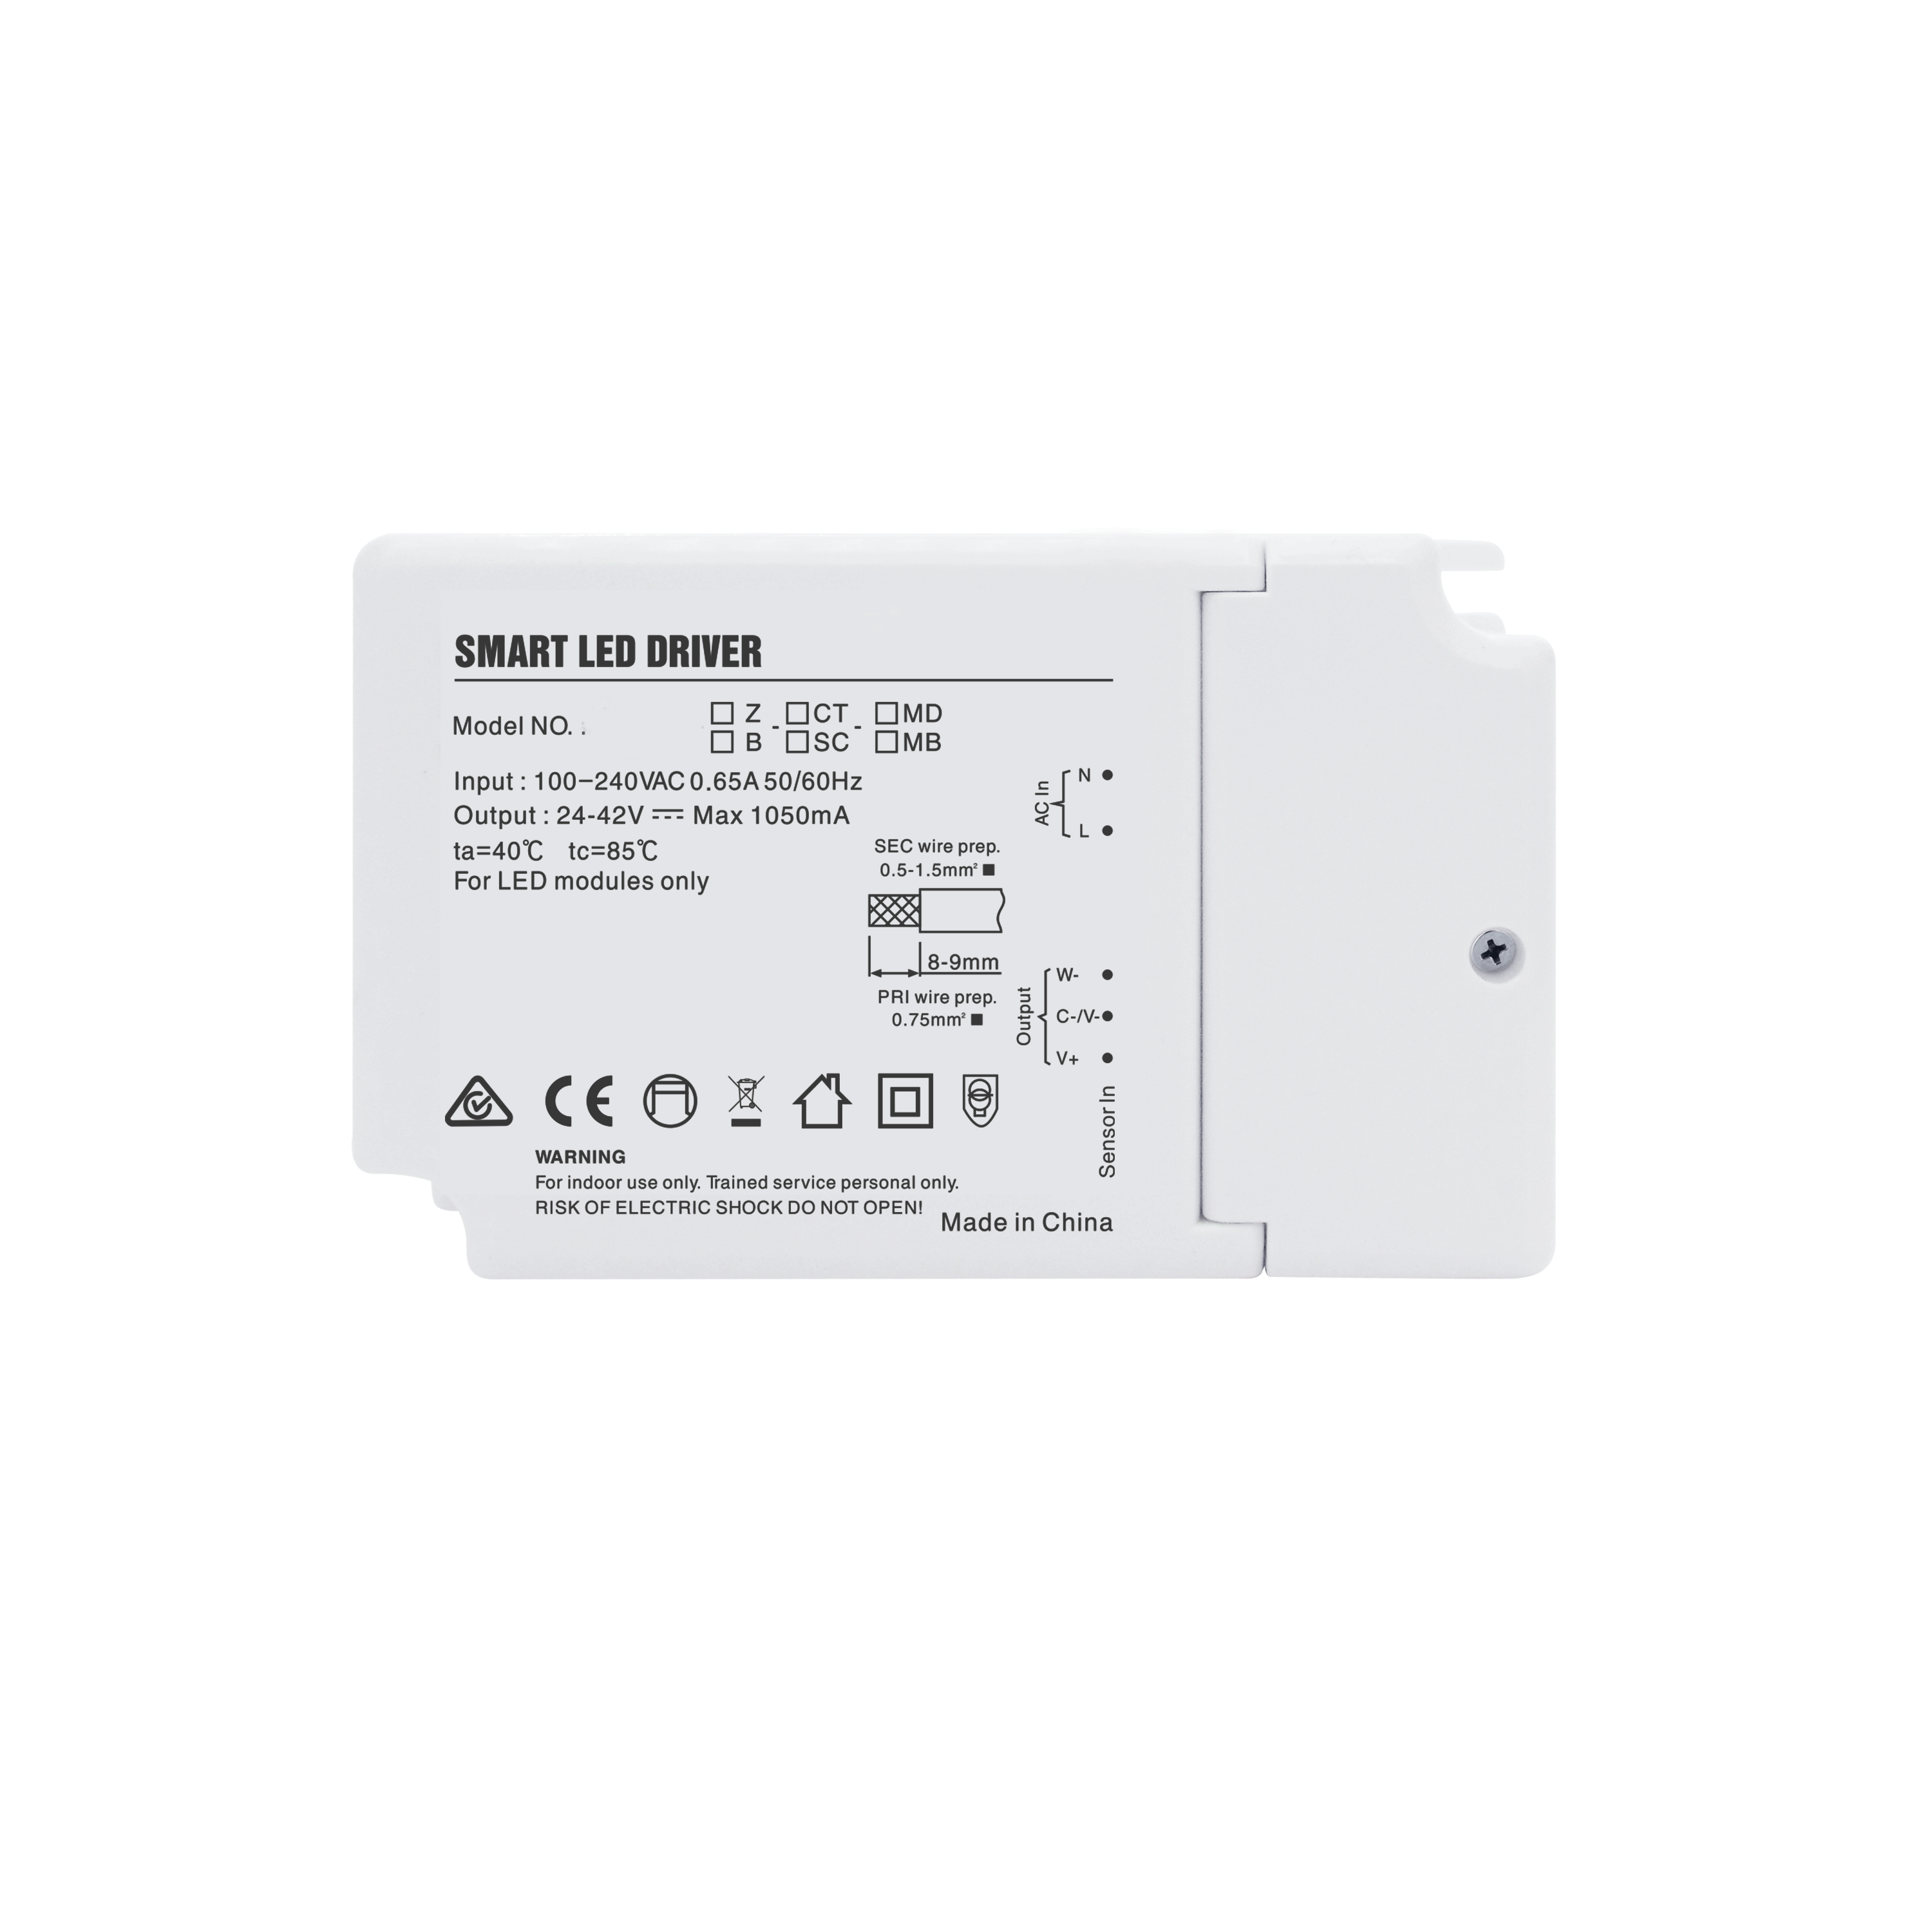 SMART LED DRIVER
Model NO. :
□ Z - □ CT - □ MD
□ B □ SC □ MB
Input : 100-240VAC 0.65A 50/60Hz
Output : 24-42V ⎓ Max 1050mA
ta=40℃ tc=85℃
For LED modules only
SEC wire prep.
0.5-1.5mm² ■
8-9mm
PRI wire prep.
0.75mm² ■
AC In
N
L
Output
W-
C-/V-
V+
Sensor In
CE
WARNING
For indoor use only. Trained service personal only.
RISK OF ELECTRIC SHOCK DO NOT OPEN!
Made in China